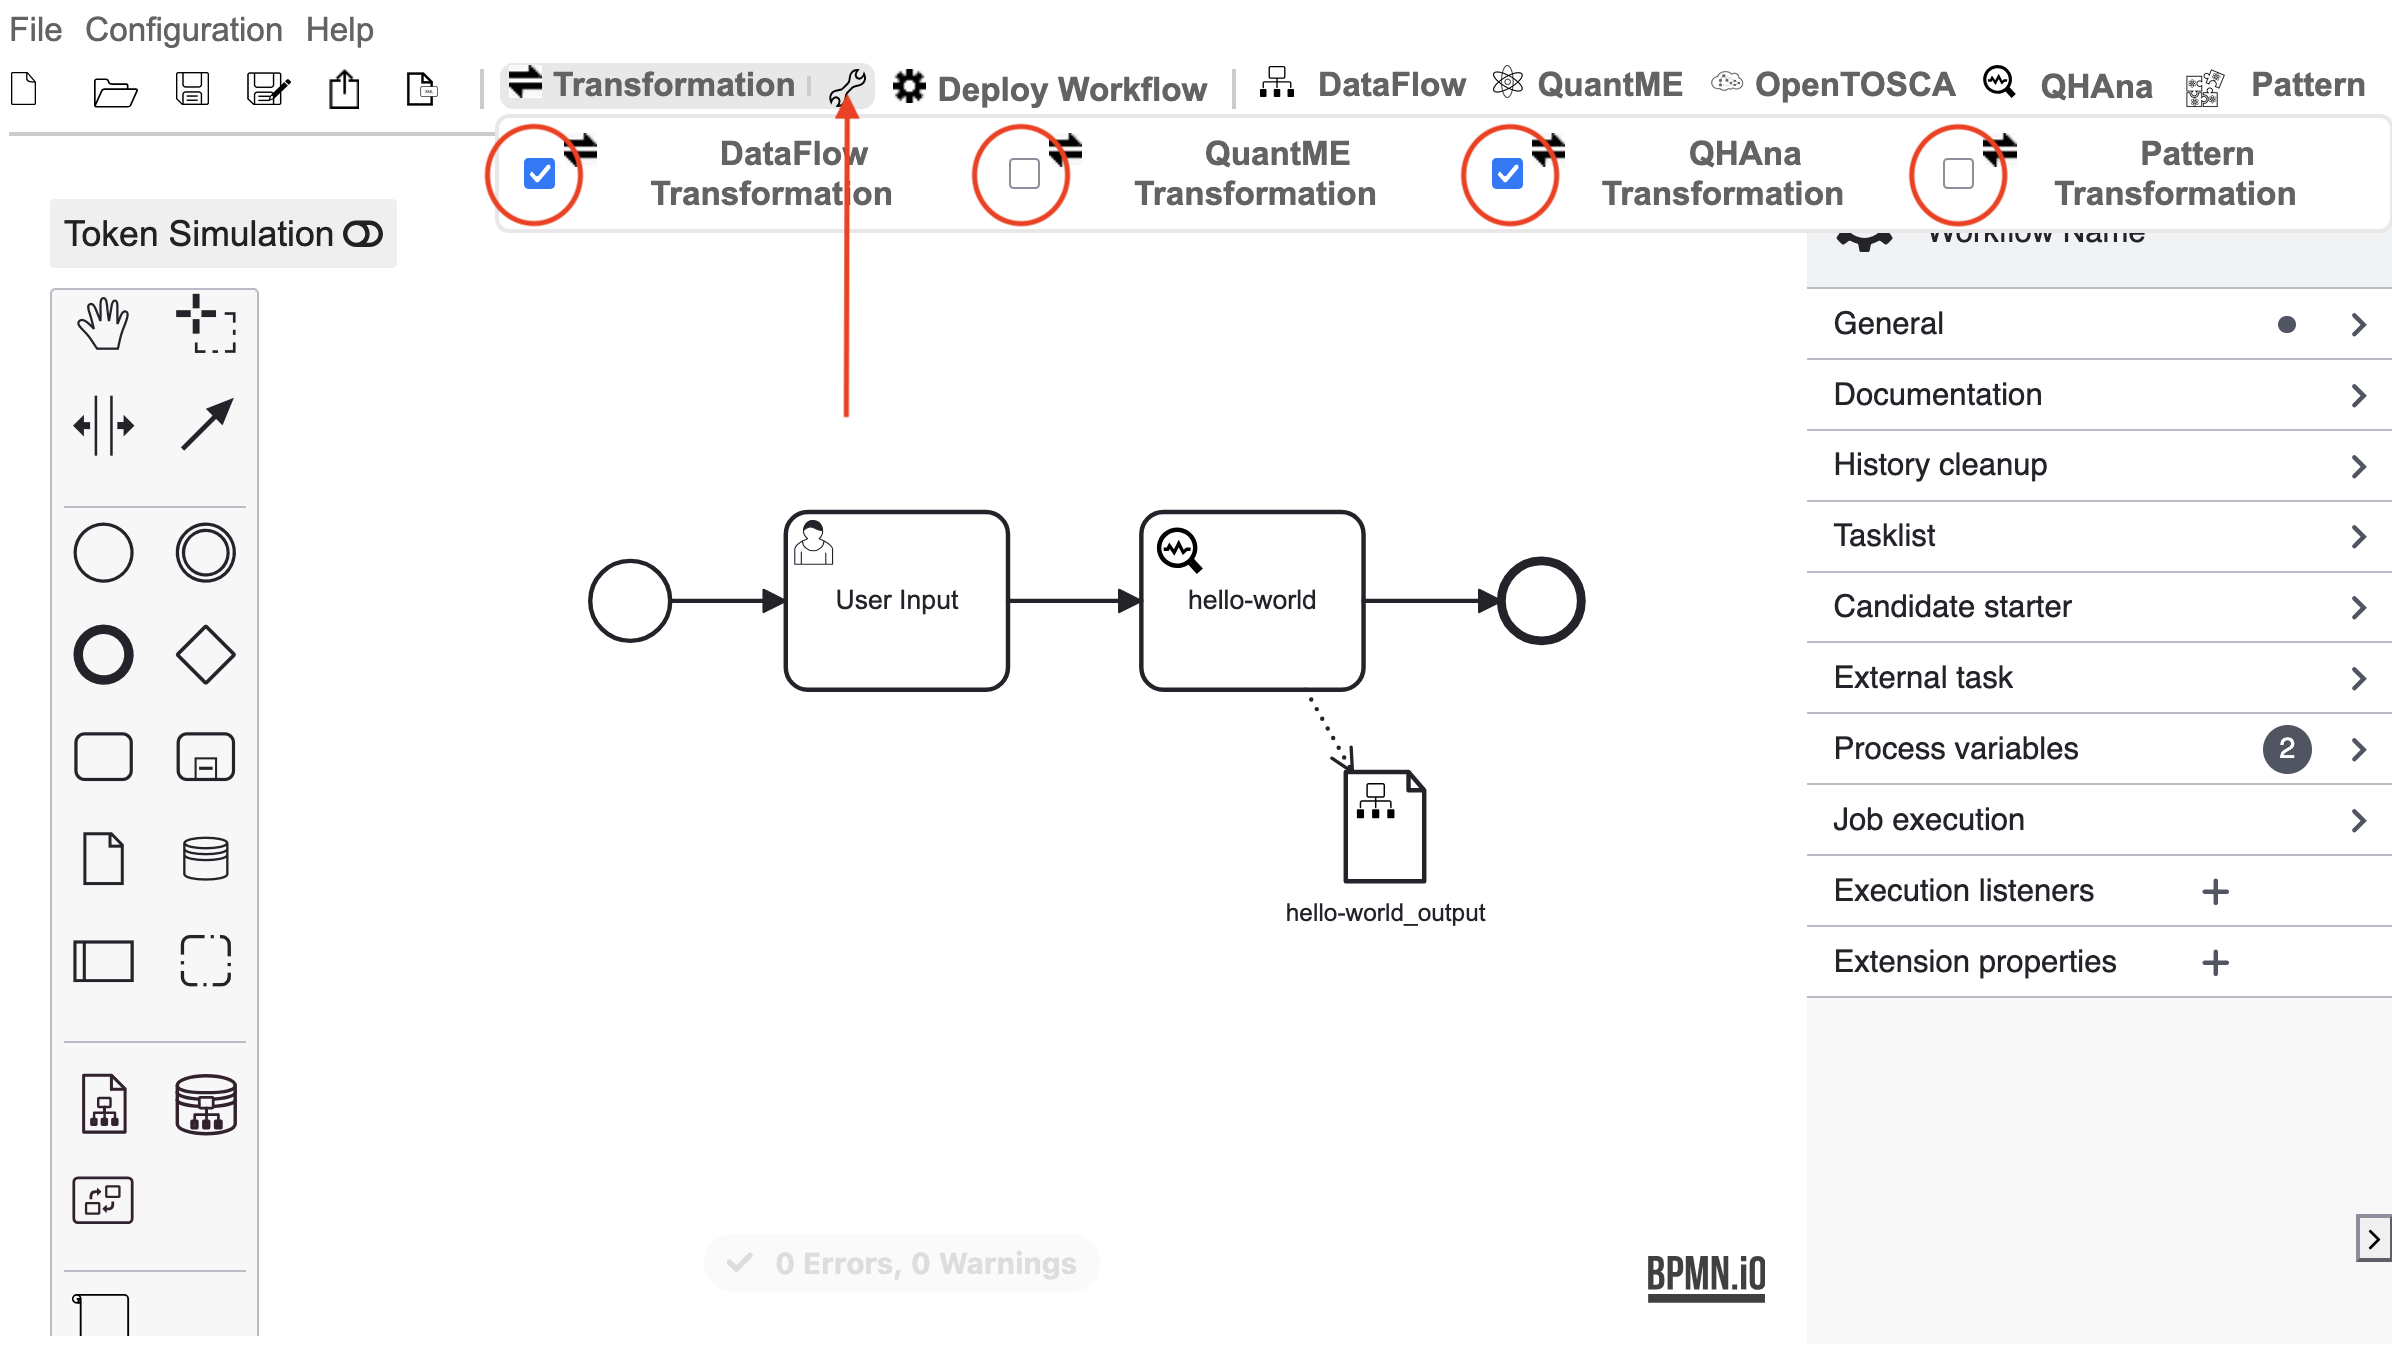 File Configuration Help
Transformation Deploy Workflow DataFlow QuantME OpenTOSCA QHAna Pattern
DataFlow Transformation
QuantME Transformation
QHAna Transformation
Pattern Transformation
Token Simulation
Workflow Name
General
Documentation
History cleanup
Tasklist
Candidate starter
External task
Process variables 2
Job execution
Execution listeners
Extension properties
User Input
hello-world
hello-world_output
0 Errors, 0 Warnings
BPMN.iO